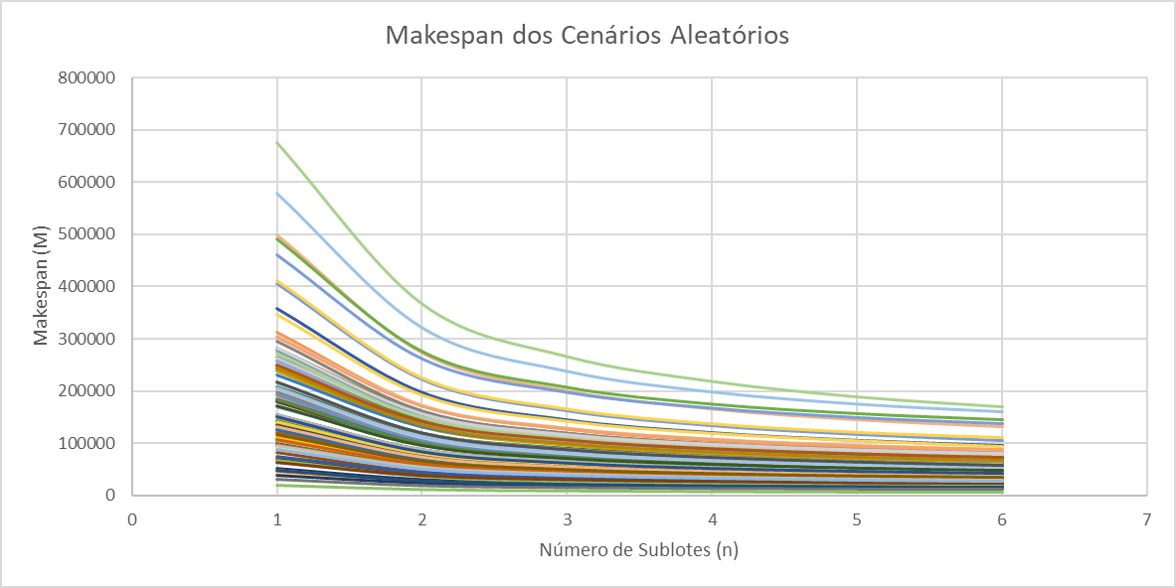 Makespan dos Cenários Aleatórios
Makespan (M)
800000
700000
600000
500000
400000
300000
200000
100000
0
0 1 2 3 4 5 6 7
Número de Sublotes (n)